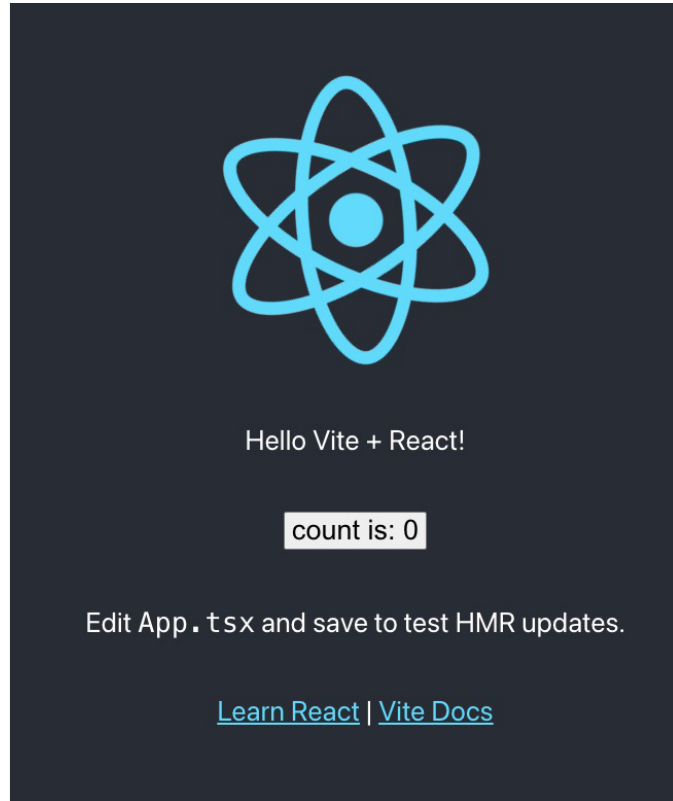 Hello Vite + React!
count is: 0
Edit App.tsx and save to test HMR updates.
Learn React | Vite Docs